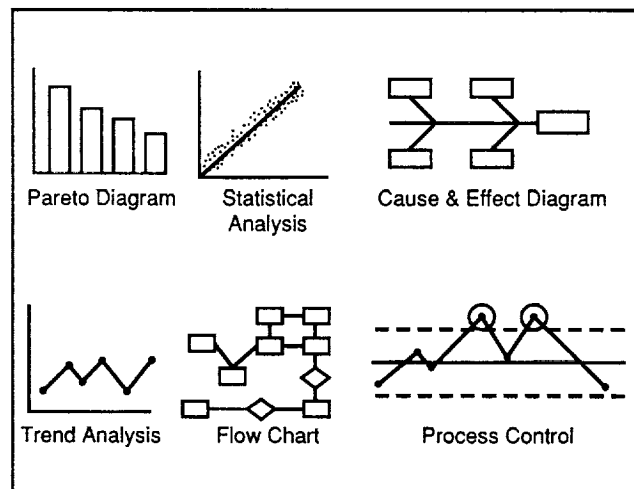 Pareto Diagram
Statistical
Analysis
Cause & Effect Diagram
Trend Analysis
Flow Chart
Process Control